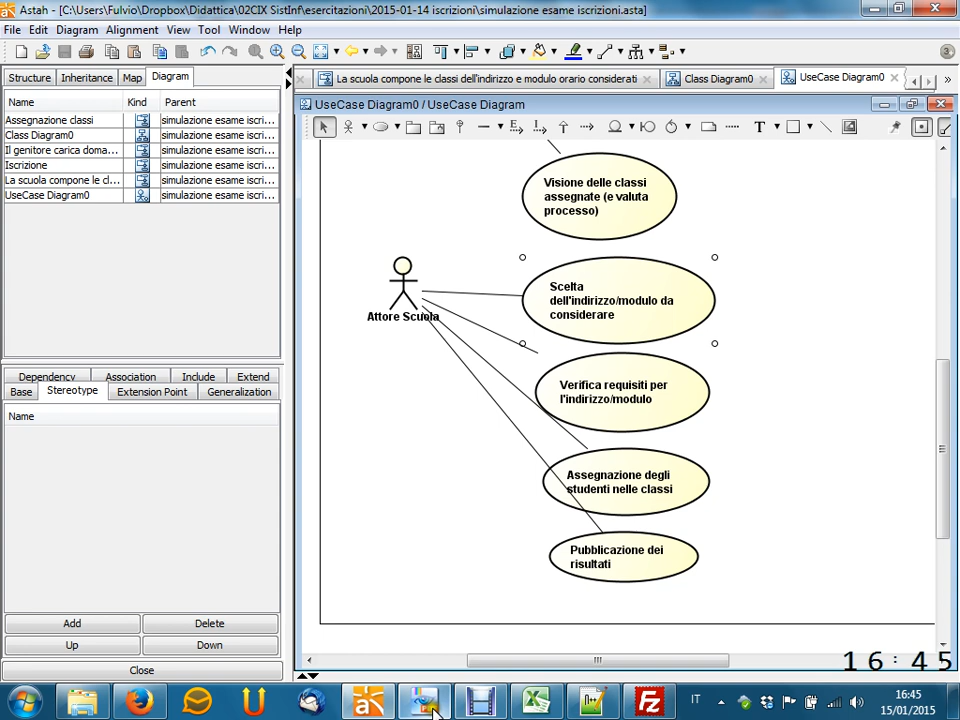 Astah - [C:\Users\Fulvio\Dropbox\Didattica\02CIX SistInf\esercitazioni\2015-01-14 iscrizioni\simulazione esame iscrizioni.asta]
File Edit Diagram Alignment View Tool Window Help
Structure Inheritance Map Diagram
La scuola compone le classi dell'indirizzo e modulo orario considerati Class Diagram0 UseCase Diagram0
UseCase Diagram0 / UseCase Diagram
Name Kind Parent
Assegnazione classi simulazione esame iscri...
Class Diagram0 simulazione esame iscri...
Il genitore carica doma... simulazione esame iscri...
Iscrizione simulazione esame iscri...
La scuola compone le cl... simulazione esame iscri...
UseCase Diagram0 simulazione esame iscri...
Dependency Association Include Extend
Base Stereotype Extension Point Generalization
Name
Add Delete
Up Down
Close
Visione delle classi
assegnate (e valuta
processo)
Attore Scuola
Scelta
dell'indirizzo/modulo da
considerare
Verifica requisiti per
l'indirizzo/modulo
Assegnazione degli
studenti nelle classi
Pubblicazione dei
risultati
16:45
IT
16:45
15/01/2015